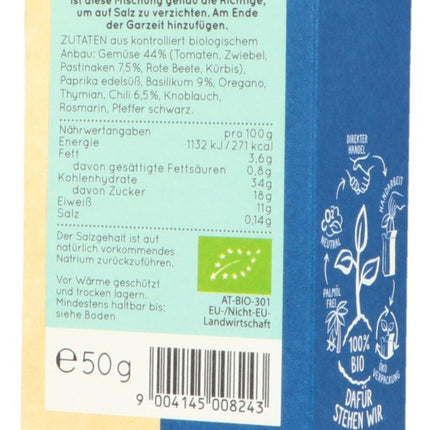 ist diese Mischung genau die Richtige,
um auf Salz zu verzichten. Am Ende
der Garzeit hinzufügen.
ZUTATEN aus kontrolliert biologischem
Anbau: Gemüse 44% (Tomaten, Zwiebel,
Pastinaken 7,5%, Rote Beete, Kürbis),
Paprika edelsüß, Basilikum 9%, Oregano,
Thymian, Chili 6,5%, Knoblauch,
Rosmarin, Pfeffer schwarz.
Nährwertangaben pro 100g
Energie 1132 kJ/271 kcal
Fett 3,6g
davon gesättigte Fettsäuren 0,8g
Kohlenhydrate 34g
davon Zucker 18g
Eiweiß 11g
Salz 0,14g
Der Salzgehalt ist auf
natürlich vorkommendes
Natrium zurückzuführen.
Vor Wärme geschützt
und trocken lagern.
Mindestens haltbar bis:
siehe Boden
AT-BIO-301
EU-/Nicht-EU-
Landwirtschaft
℮50g
9 004145 008243
DIREKTER
HANDEL
HANDARBEIT
CO2
NEUTRAL
PALMÖL
FREI
100%
BIO
ÖKO
VERPACKUNG
DAFÜR
STEHEN WIR